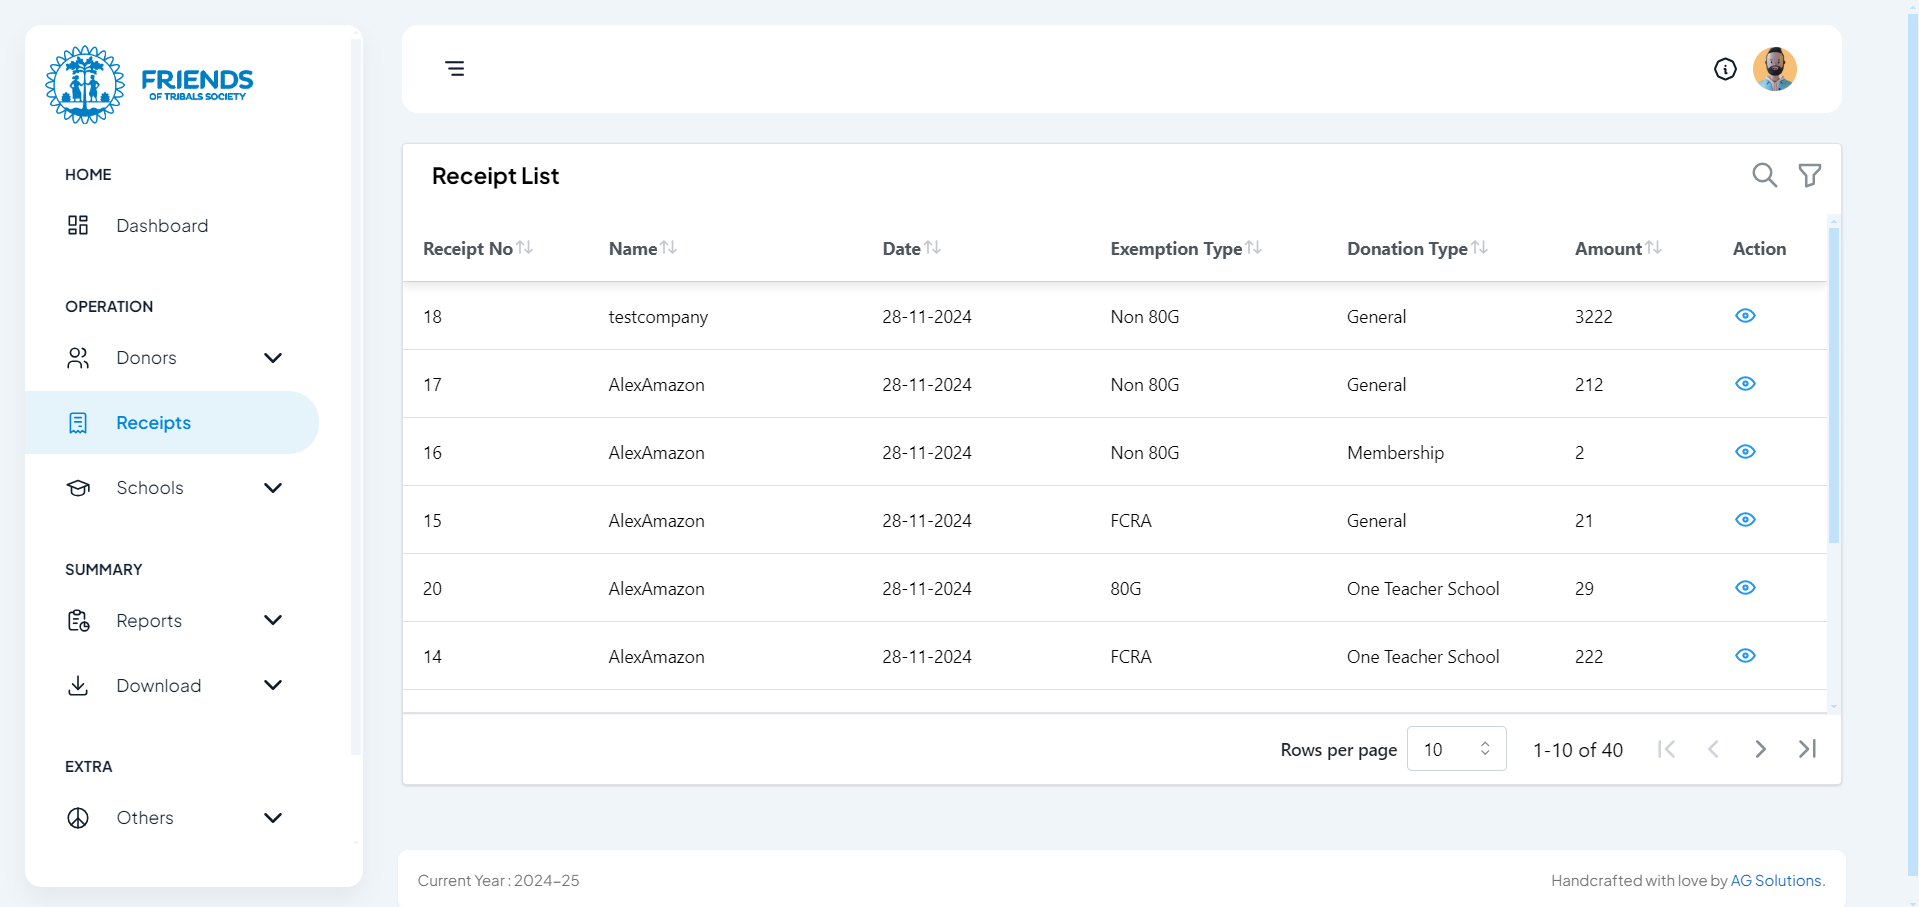 FRIENDS
OF TRIBALS SOCIETY
HOME
Dashboard
OPERATION
Donors
Receipts
Schools
SUMMARY
Reports
Download
EXTRA
Others
Receipt List
Receipt No Name Date Exemption Type Donation Type Amount Action
18 testcompany 28-11-2024 Non 80G General 3222
17 AlexAmazon 28-11-2024 Non 80G General 212
16 AlexAmazon 28-11-2024 Non 80G Membership 2
15 AlexAmazon 28-11-2024 FCRA General 21
20 AlexAmazon 28-11-2024 80G One Teacher School 29
14 AlexAmazon 28-11-2024 FCRA One Teacher School 222
Rows per page 10 1-10 of 40
Current Year : 2024-25 Handcrafted with love by AG Solutions.